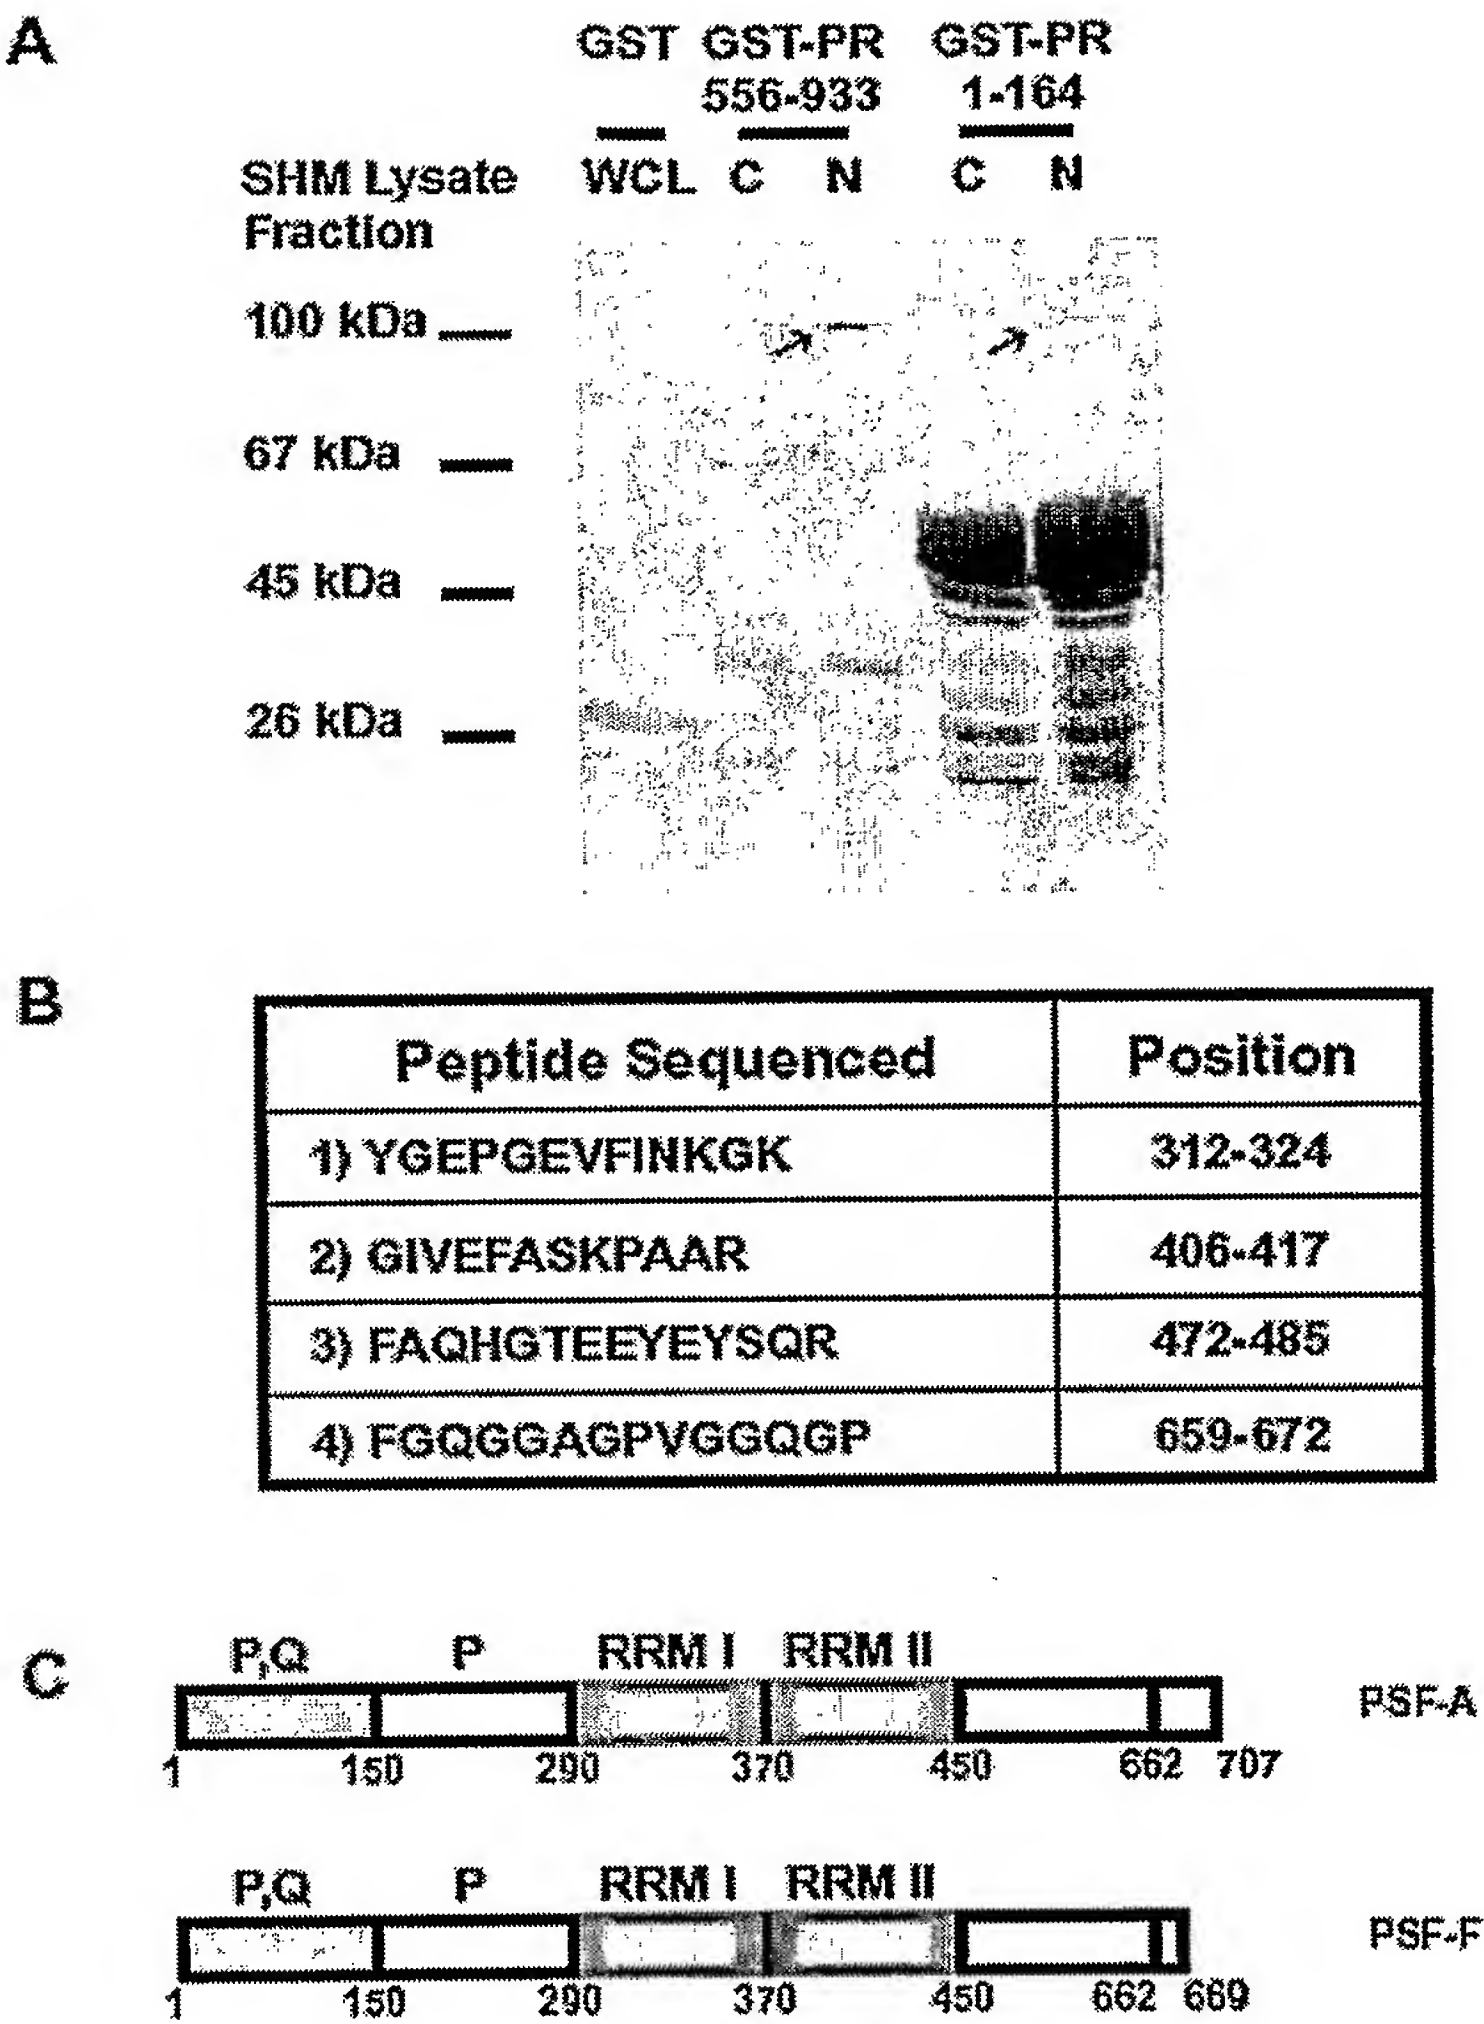 A
GST GST-PR GST-PR
556-933 1-164
SHM Lysate WCL C N C N
Fraction
100 kDa
67 kDa
45 kDa
26 kDa
B
Peptide Sequenced Position
1) YGEPGEVFINKGK 312-324
2) GIVEFASKPAAR 406-417
3) FAQHGTEEYEYSQR 472-485
4) FGQGGAGPVGGQGP 659-672
C
P,Q P RRM I RRM II
PSF-A
1 150 290 370 450 662 707
P,Q P RRM I RRM II
PSF-F
1 150 290 370 450 662 669